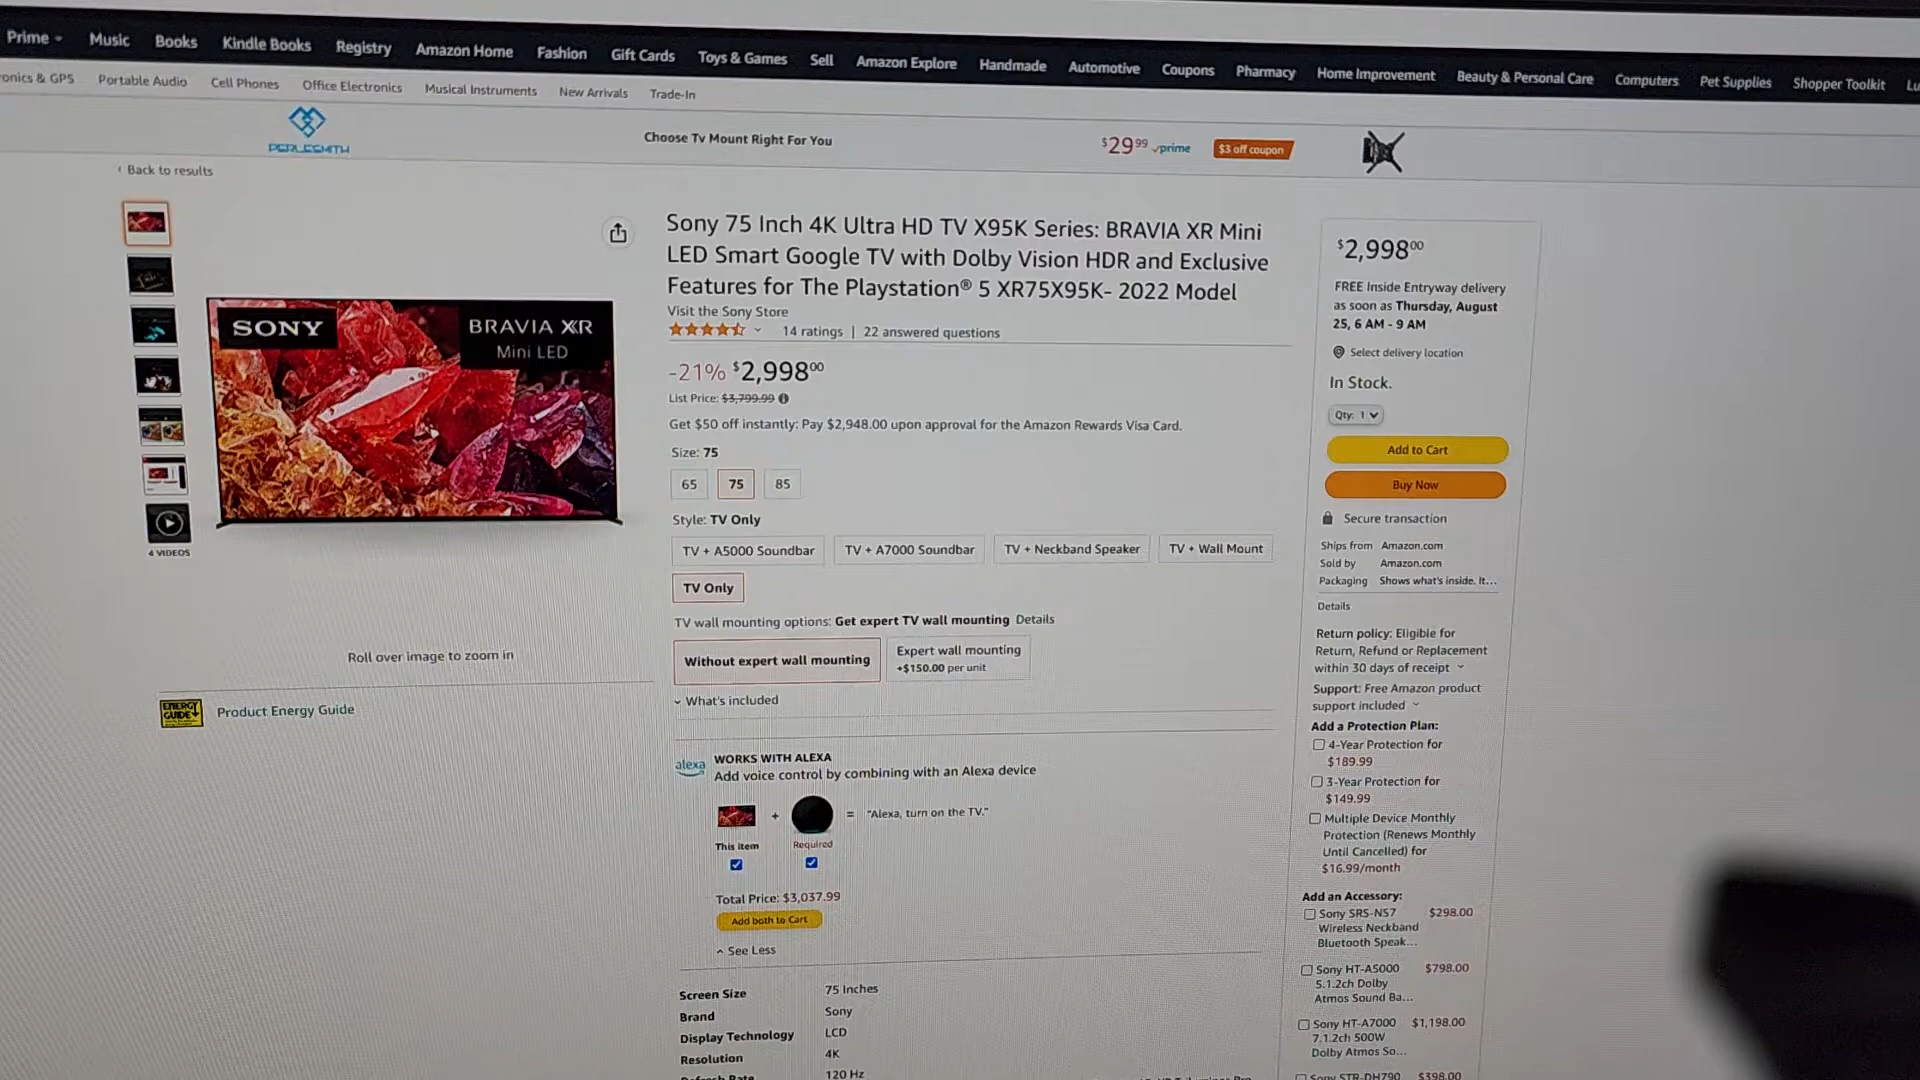 Prime
Music
Books
Kindle Books
Registry
Amazon Home
Fashion
Gift Cards
Toys & Games
Sell
Amazon Explore
Handmade
Automotive
Coupons
Pharmacy
Home Improvement
Beauty & Personal Care
Computers
Pet Supplies
Shopper Toolkit
onics & GPS
Portable Audio
Cell Phones
Office Electronics
Musical Instruments
New Arrivals
Trade-In
PERLESMITH
Choose Tv Mount Right For You
$29.99 prime
$3 off coupon
‹ Back to results
SONY
BRAVIA XR
Mini LED
4 VIDEOS
Roll over image to zoom in
ENERGY
GUIDE
Product Energy Guide
Sony 75 Inch 4K Ultra HD TV X95K Series: BRAVIA XR Mini
LED Smart Google TV with Dolby Vision HDR and Exclusive
Features for The Playstation® 5 XR75X95K- 2022 Model
Visit the Sony Store
14 ratings | 22 answered questions
-21% $2,998.00
List Price: $3,799.99
Get $50 off instantly: Pay $2,948.00 upon approval for the Amazon Rewards Visa Card.
Size: 75
65
75
85
Style: TV Only
TV + A5000 Soundbar
TV + A7000 Soundbar
TV + Neckband Speaker
TV + Wall Mount
TV Only
TV wall mounting options: Get expert TV wall mounting Details
Without expert wall mounting
Expert wall mounting
+$150.00 per unit
What's included
alexa
WORKS WITH ALEXA
Add voice control by combining with an Alexa device
+
= "Alexa, turn on the TV."
This item
Required
Total Price: $3,037.99
Add both to Cart
See Less
Screen Size 75 Inches
Brand Sony
Display Technology LCD
Resolution 4K
Refresh Rate 120 Hz
$2,998.00
FREE Inside Entryway delivery
as soon as Thursday, August
25, 6 AM - 9 AM
Select delivery location
In Stock.
Qty: 1
Add to Cart
Buy Now
Secure transaction
Ships from Amazon.com
Sold by Amazon.com
Packaging Shows what's inside. It...
Details
Return policy: Eligible for
Return, Refund or Replacement
within 30 days of receipt
Support: Free Amazon product
support included
Add a Protection Plan:
4-Year Protection for
$189.99
3-Year Protection for
$149.99
Multiple Device Monthly
Protection (Renews Monthly
Until Cancelled) for
$16.99/month
Add an Accessory:
Sony SRS-NS7 $298.00
Wireless Neckband
Bluetooth Speak...
Sony HT-A5000 $798.00
5.1.2ch Dolby
Atmos Sound Ba...
Sony HT-A7000 $1,198.00
7.1.2ch 500W
Dolby Atmos So...
Sony STR-DH790 $398.00